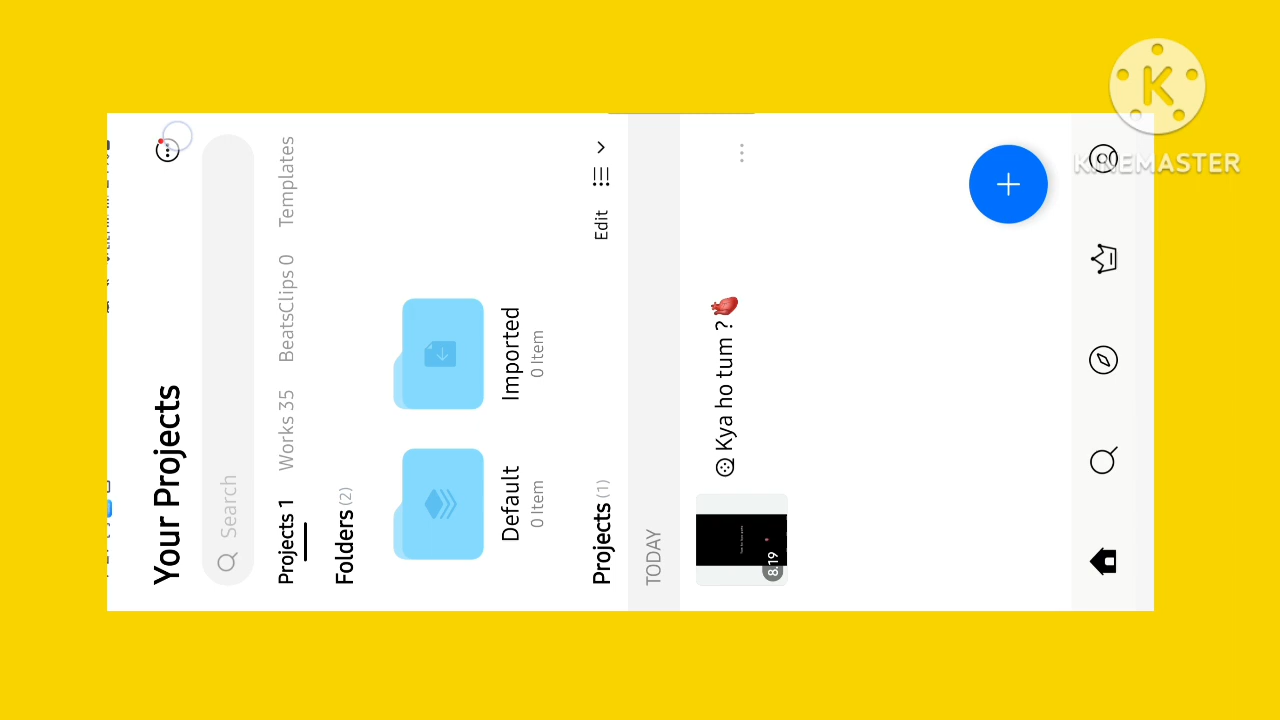 Your Projects
Search
Projects 1 Works 35 BeatsClips 0 Templates
Folders (2)
Default Imported
0 Item 0 Item
Projects (1) Edit
TODAY
Kya ho tum ? 🫀
8.19
KINEMASTER